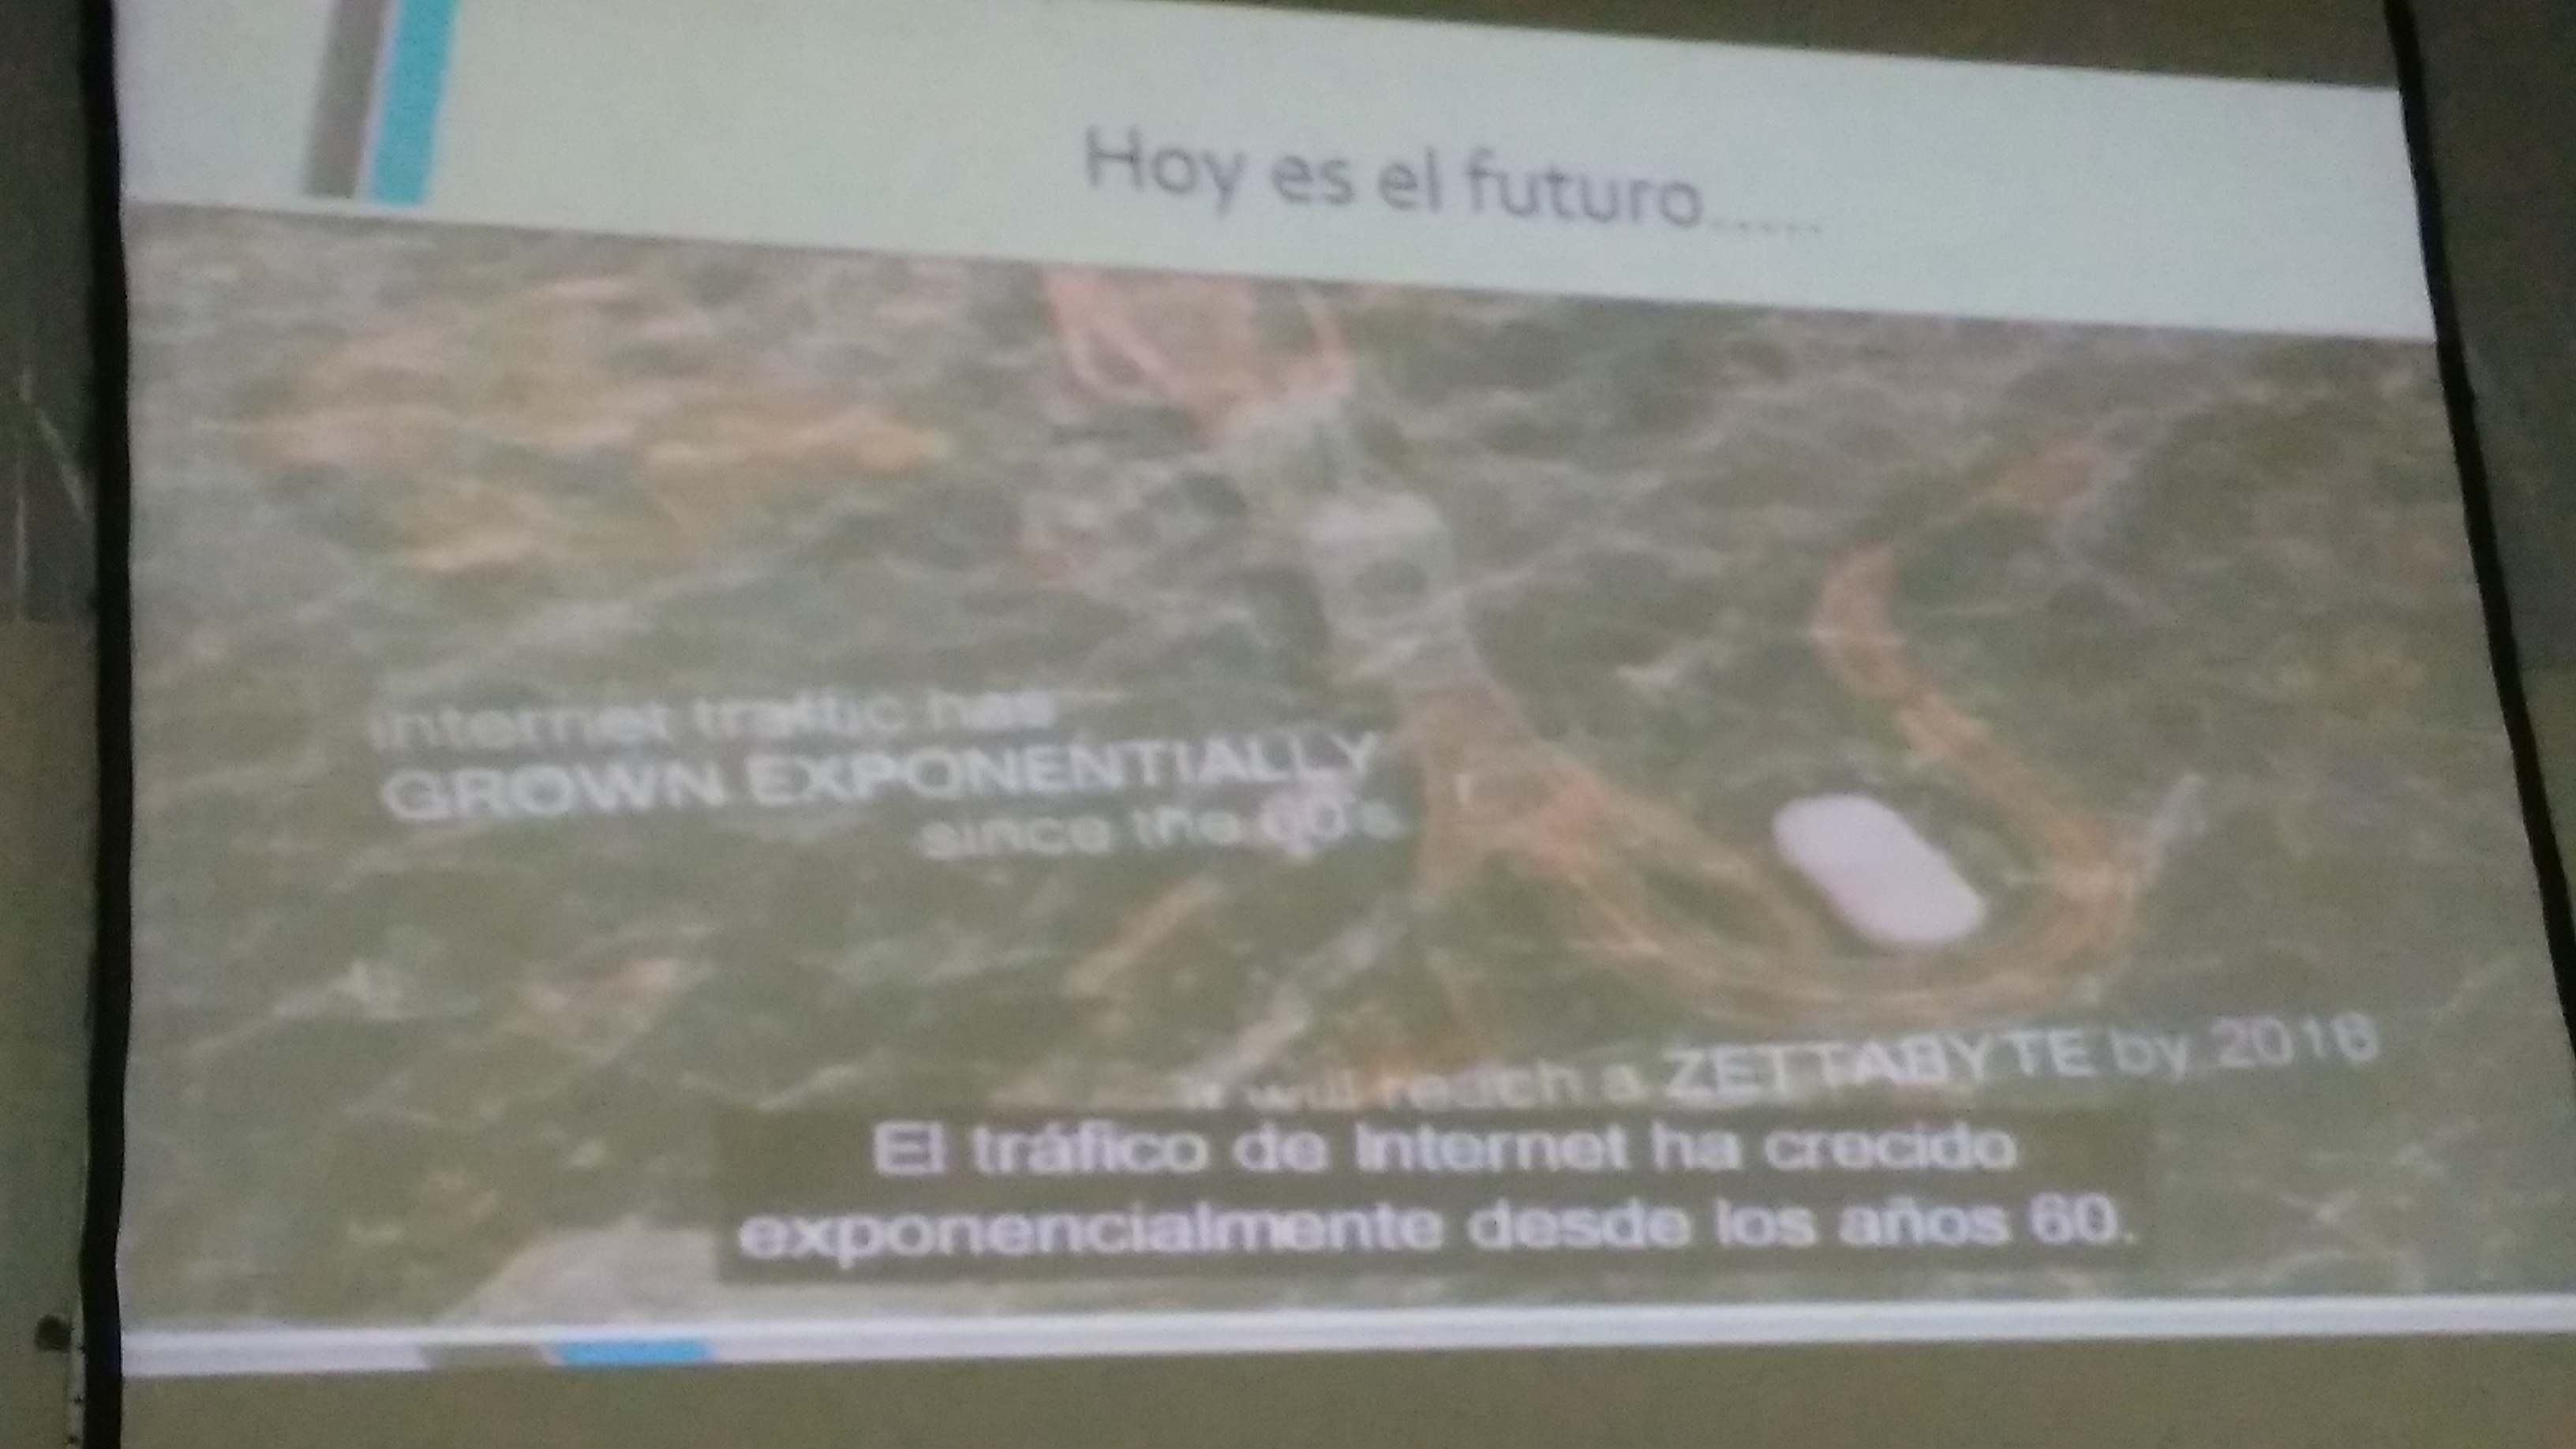 Hoy es el futuro......
internet traffic has
GROWN EXPONENTIALLY
since the 60's
it will reach a ZETTABYTE by 2016
El tráfico de Internet ha crecido
exponencialmente desde los años 60.